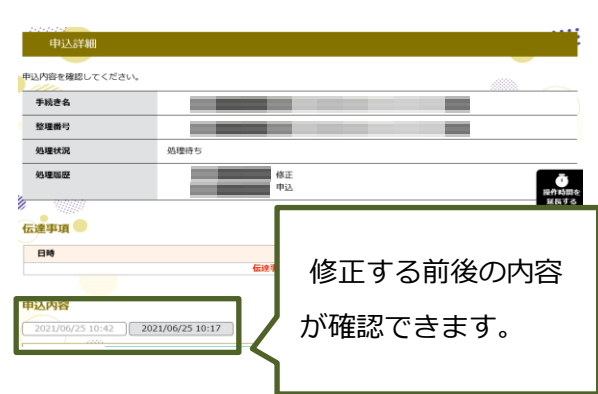 申込詳細
申込内容を確認してください。
手続き名
整理番号
処理状況 処理待ち
処理履歴 修正
申込
操作時間を
延長する
伝達事項
日時
伝達事
申込内容
2021/06/25 10:42 2021/06/25 10:17
修正する前後の内容
が確認できます。